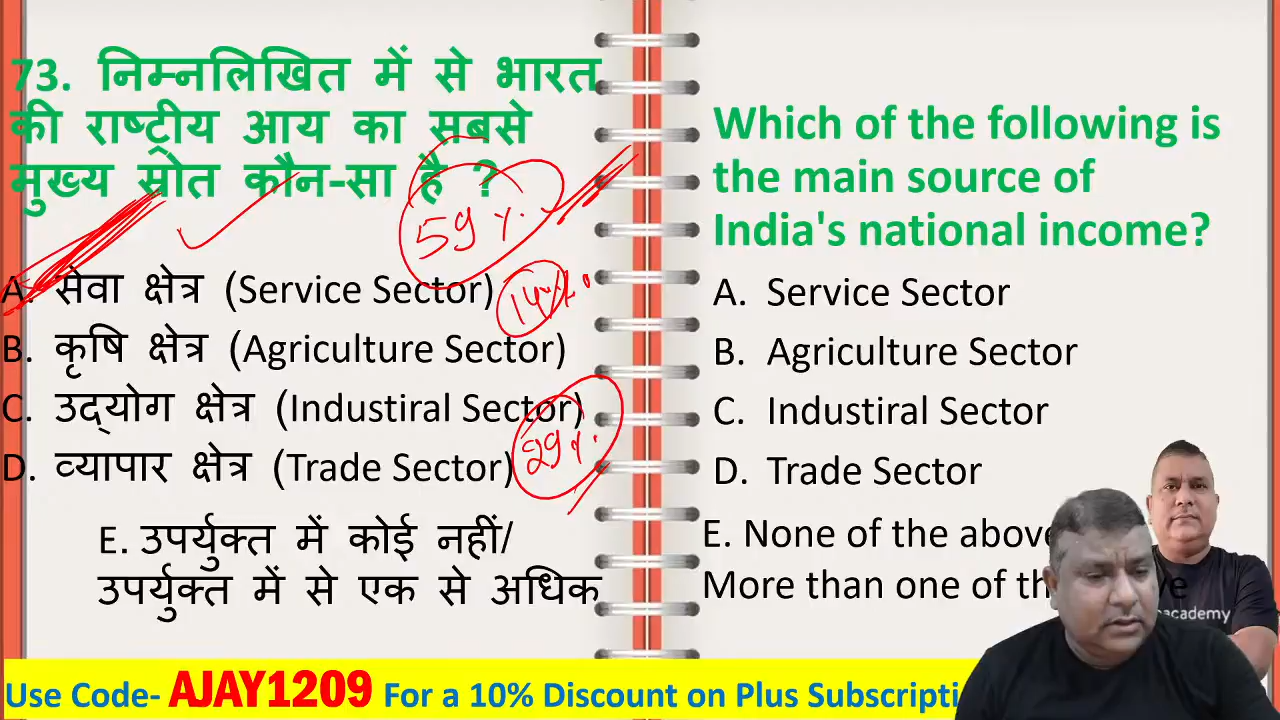 73. निम्नलिखित में से भारत
की राष्ट्रीय आय का सबसे
मुख्य स्रोत कौन-सा है ?
59%.
A. सेवा क्षेत्र (Service Sector)
14%.
B. कृषि क्षेत्र (Agriculture Sector)
C. उद्योग क्षेत्र (Industiral Sector)
D. व्यापार क्षेत्र (Trade Sector)
29%.
E. उपर्युक्त में कोई नहीं/
उपर्युक्त में से एक से अधिक
Which of the following is
the main source of
India's national income?
A. Service Sector
B. Agriculture Sector
C. Industiral Sector
D. Trade Sector
E. None of the above
More than one of
academy
Use Code- AJAY1209 For a 10% Discount on Plus Subscripti